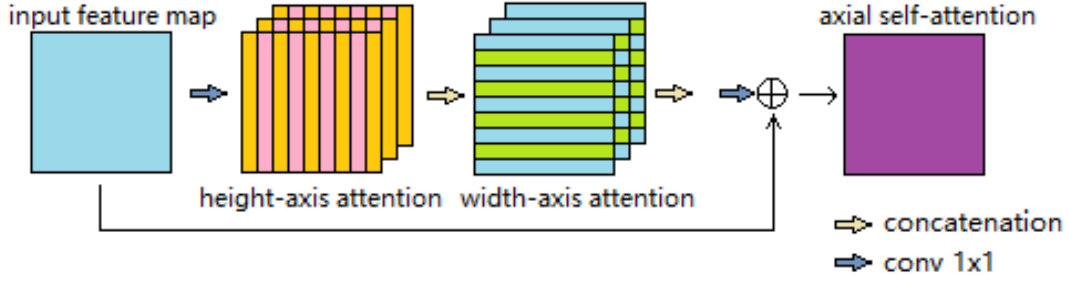 input feature map
axial self-attention
height-axis attention
width-axis attention
concatenation
conv 1x1